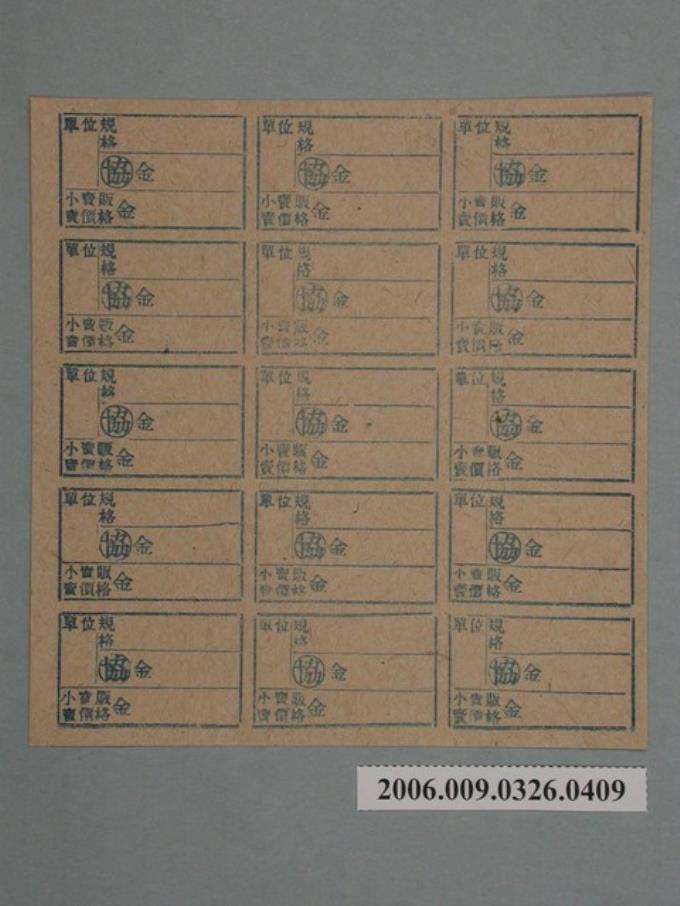 單位規
格
協 金
小賣販
賣價格 金
單位規
格
協 金
小賣販
賣價格 金
單位規
格
協 金
小賣販
賣價格 金
單位規
格
協 金
小賣販
賣價格 金
單位規
格
協 金
小賣販
賣價格 金
單位規
格
協 金
小賣販
賣價格 金
單位規
格
協 金
小賣販
賣價格 金
單位規
格
協 金
小賣販
賣價格 金
單位規
格
協 金
小賣販
賣價格 金
單位規
格
協 金
小賣販
賣價格 金
單位規
格
協 金
小賣販
賣價格 金
單位規
格
協 金
小賣販
賣價格 金
單位規
格
協 金
小賣販
賣價格 金
單位規
格
協 金
小賣販
賣價格 金
單位規
格
協 金
小賣販
賣價格 金
2006.009.0326.0409